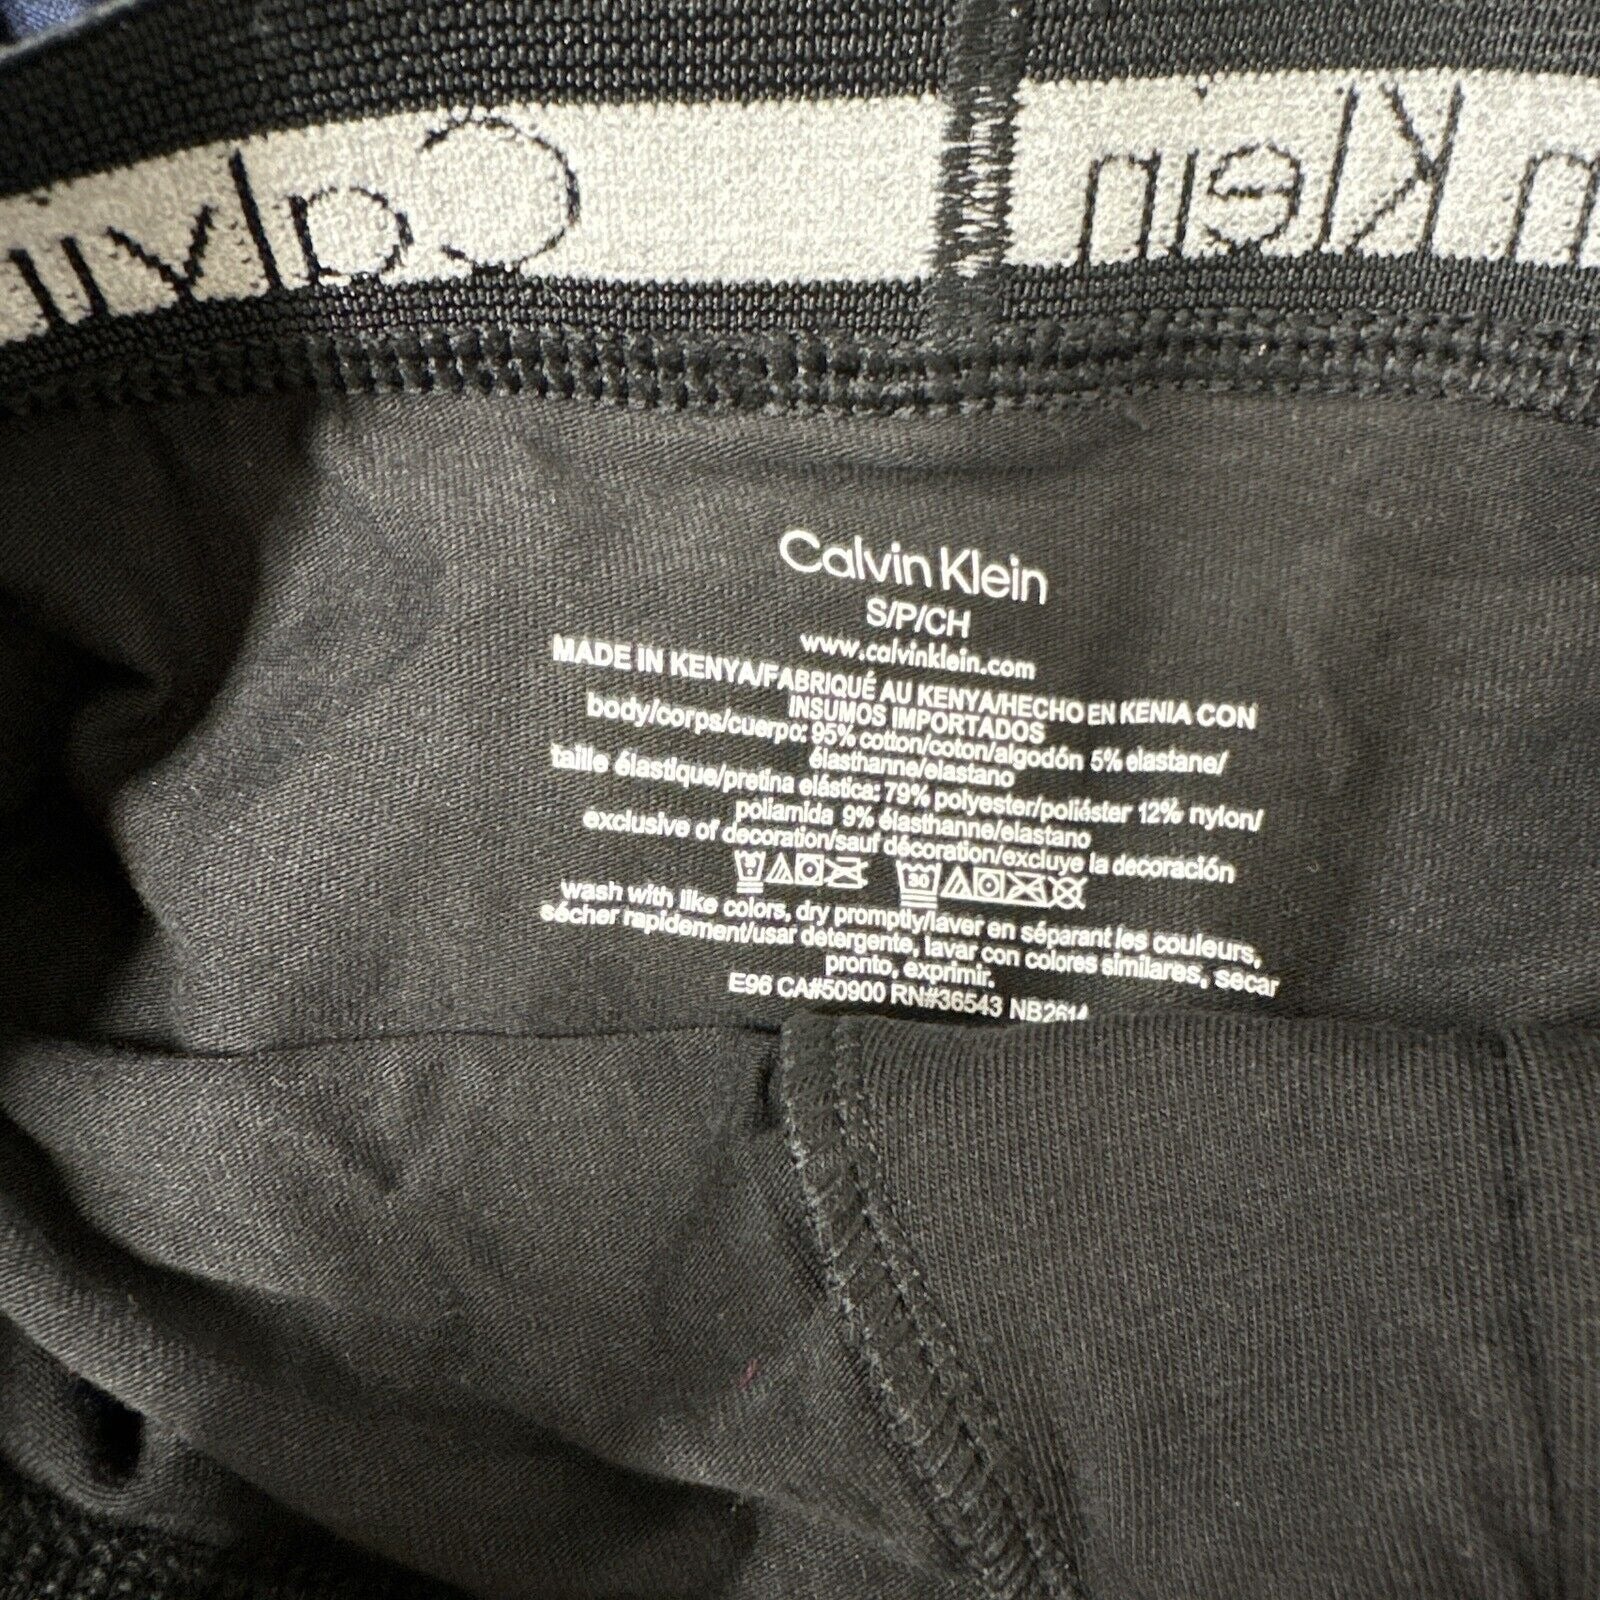 Calvin
n Klein
Calvin Klein
S/P/CH
www.calvinklein.com
MADE IN KENYA/FABRIQUÉ AU KENYA/HECHO EN KENIA CON
INSUMOS IMPORTADOS
body/corps/cuerpo: 95% cotton/coton/algodón 5% elastane/
élasthanne/elastano
taille élastique/pretina elástica: 79% polyester/poliéster 12% nylon/
poliamida 9% élasthanne/elastano
exclusive of decoration/sauf décoration/excluye la decoración
30
wash with like colors, dry promptly/laver en séparant les couleurs,
sécher rapidement/usar detergente, lavar con colores similares, secar
pronto, exprimir.
E96 CA#50900 RN#36543 NB2614